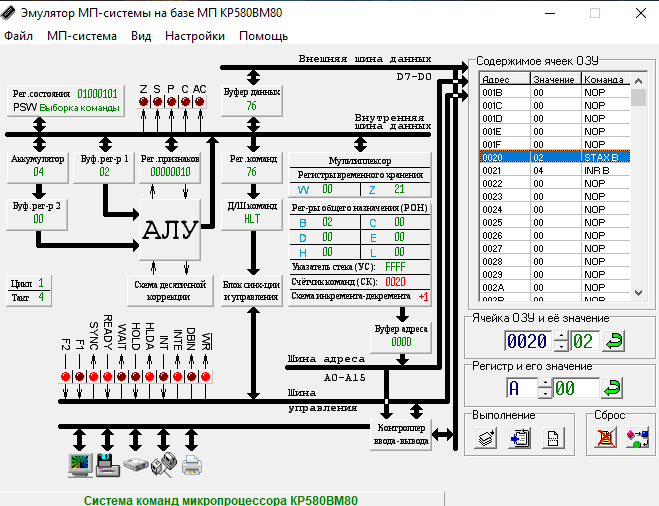 Эмулятор МП-системы на базе МП КР580ВМ80
Файл МП-система Вид Настройки Помощь
Внешняя шина данных
D7-D0
Рег.состояния 01000101
PSW Выборка команды
Z S P C AC
Буфер данных
76
Внутренняя
шина данных
Аккумулятор
04
Буф.рег-р 1
02
Рег.признаков
00000010
Рег.команд
76
Мультиплексор
Регистры временного хранения
W 00 Z 21
Буф.рег-р 2
00
АЛУ
Д/Ш команд
HLT
Рег-ры общего назначения (РОН)
B 02 C 00
D 00 E 00
H 00 L 00
Указатель стека (УС): FFFF
Счётчик команд (СК): 0020
Схема инкремента-декремента +1
Цикл 1
Такт 4
Схема десятичной
коррекции
Блок синх-ции
и управления
Буфер адреса
000D
F2 F1 SYNC READY WAIT HOLD HLDA INT INTE DBIN WR
Шина адреса
A0-A15
Шина
управления
Контроллер
ввода-вывода
Содержимое ячеек ОЗУ
Адрес Значение Команда
001B 00 NOP
001C 00 NOP
001D 00 NOP
001E 00 NOP
001F 00 NOP
0020 02 STAX B
0021 04 INR B
0022 00 NOP
0023 00 NOP
0024 00 NOP
0025 00 NOP
0026 00 NOP
0027 00 NOP
0028 00 NOP
0029 00 NOP
002A 00 NOP
002B 00 NOP
Ячейка ОЗУ и её значение
0020 02
Регистр и его значение
A 00
Выполнение
Сброс
Система команд микропроцессора КР580ВМ80